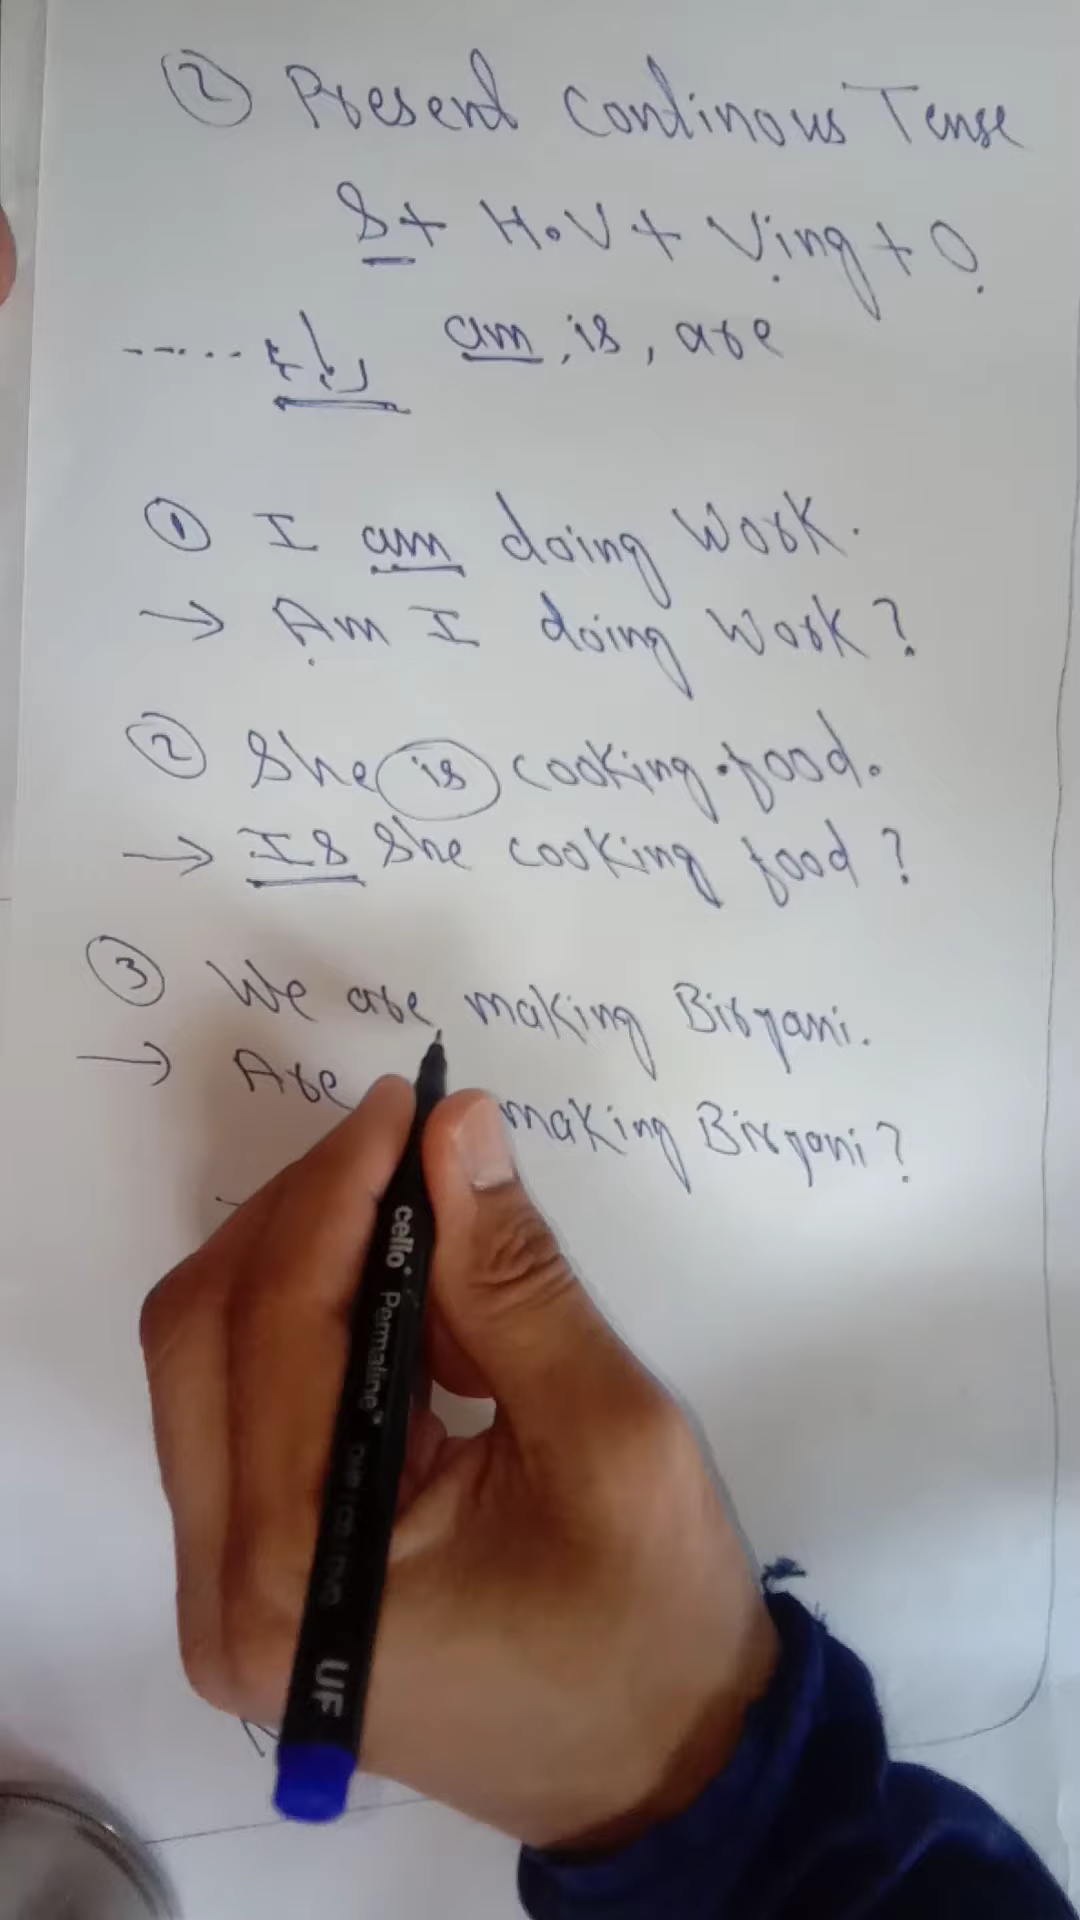 ② Present Continous Tense
S + H.V + Ving + O
am, is, are
① I am doing Work.
→ Am I doing Work?
② She is cooking food.
→ Is She cooking food?
③ We are making Biryani.
→ Are making Biryani?
cello Permaline
UF